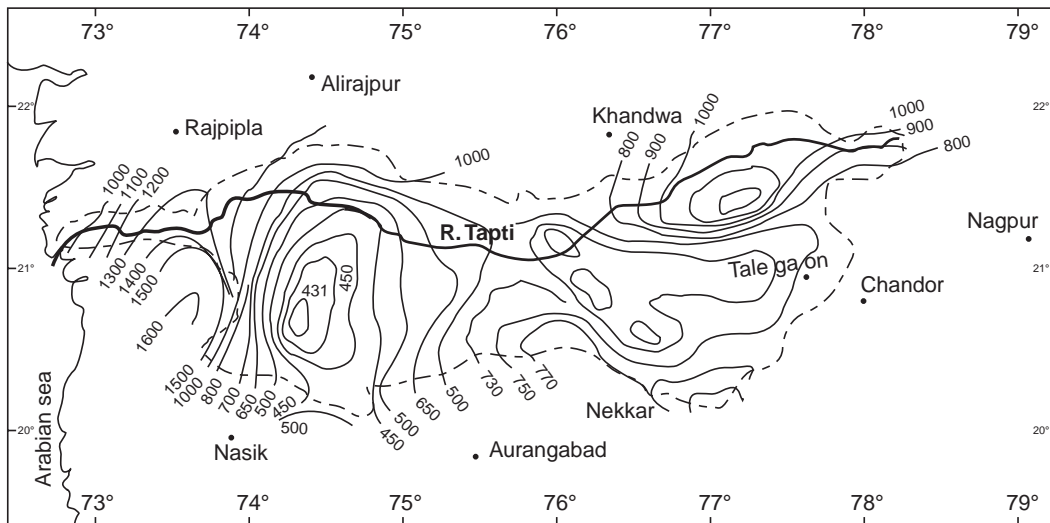 73° 74° 75° 76° 77° 78° 79°
Alirajpur
22° 22°
Khandwa
Rajpipla
1000
1000
900
800
800
900
1000
1000
1100
1200
R. Tapti
Nagpur
21° 21°
Tale ga on
Chandor
1300
1400
1500
1600
431
450
1500
1000
800
700
650
500
450
500
500
450
650
500
730
750
770
Nekkar
20° 20°
Nasik
Aurangabad
Arabian sea
73° 74° 75° 76° 77° 78° 79°